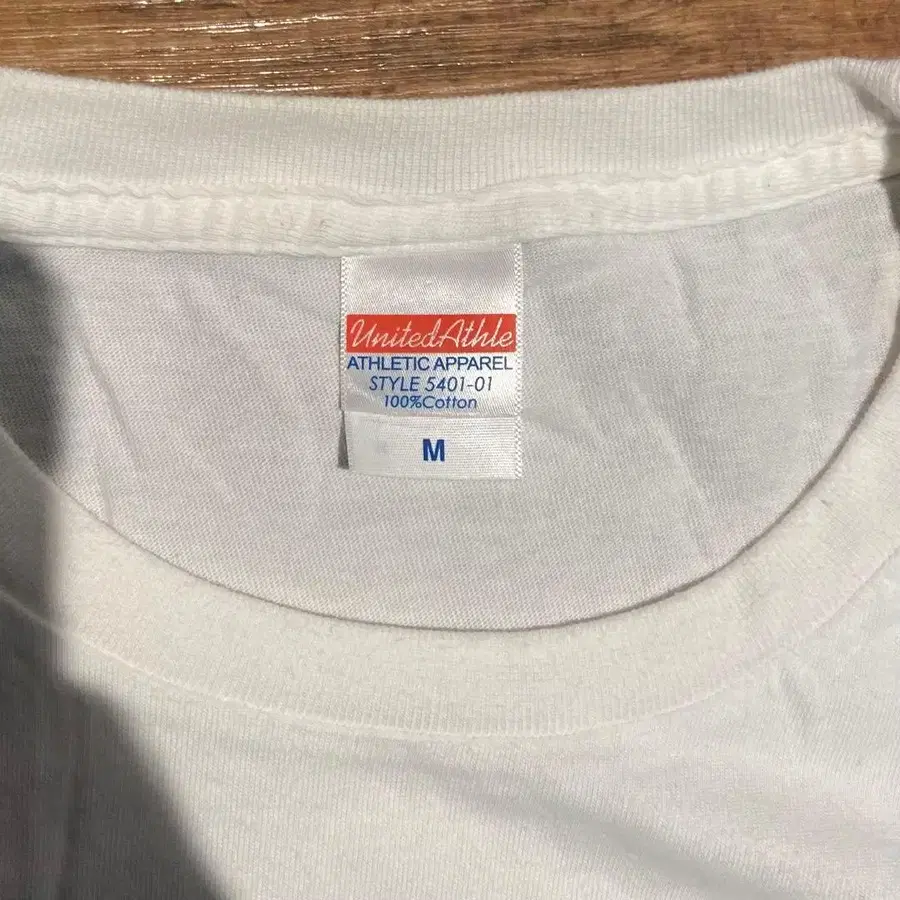 UnitedAthle
ATHLETIC APPAREL
STYLE 5401-01
100%Cotton
M